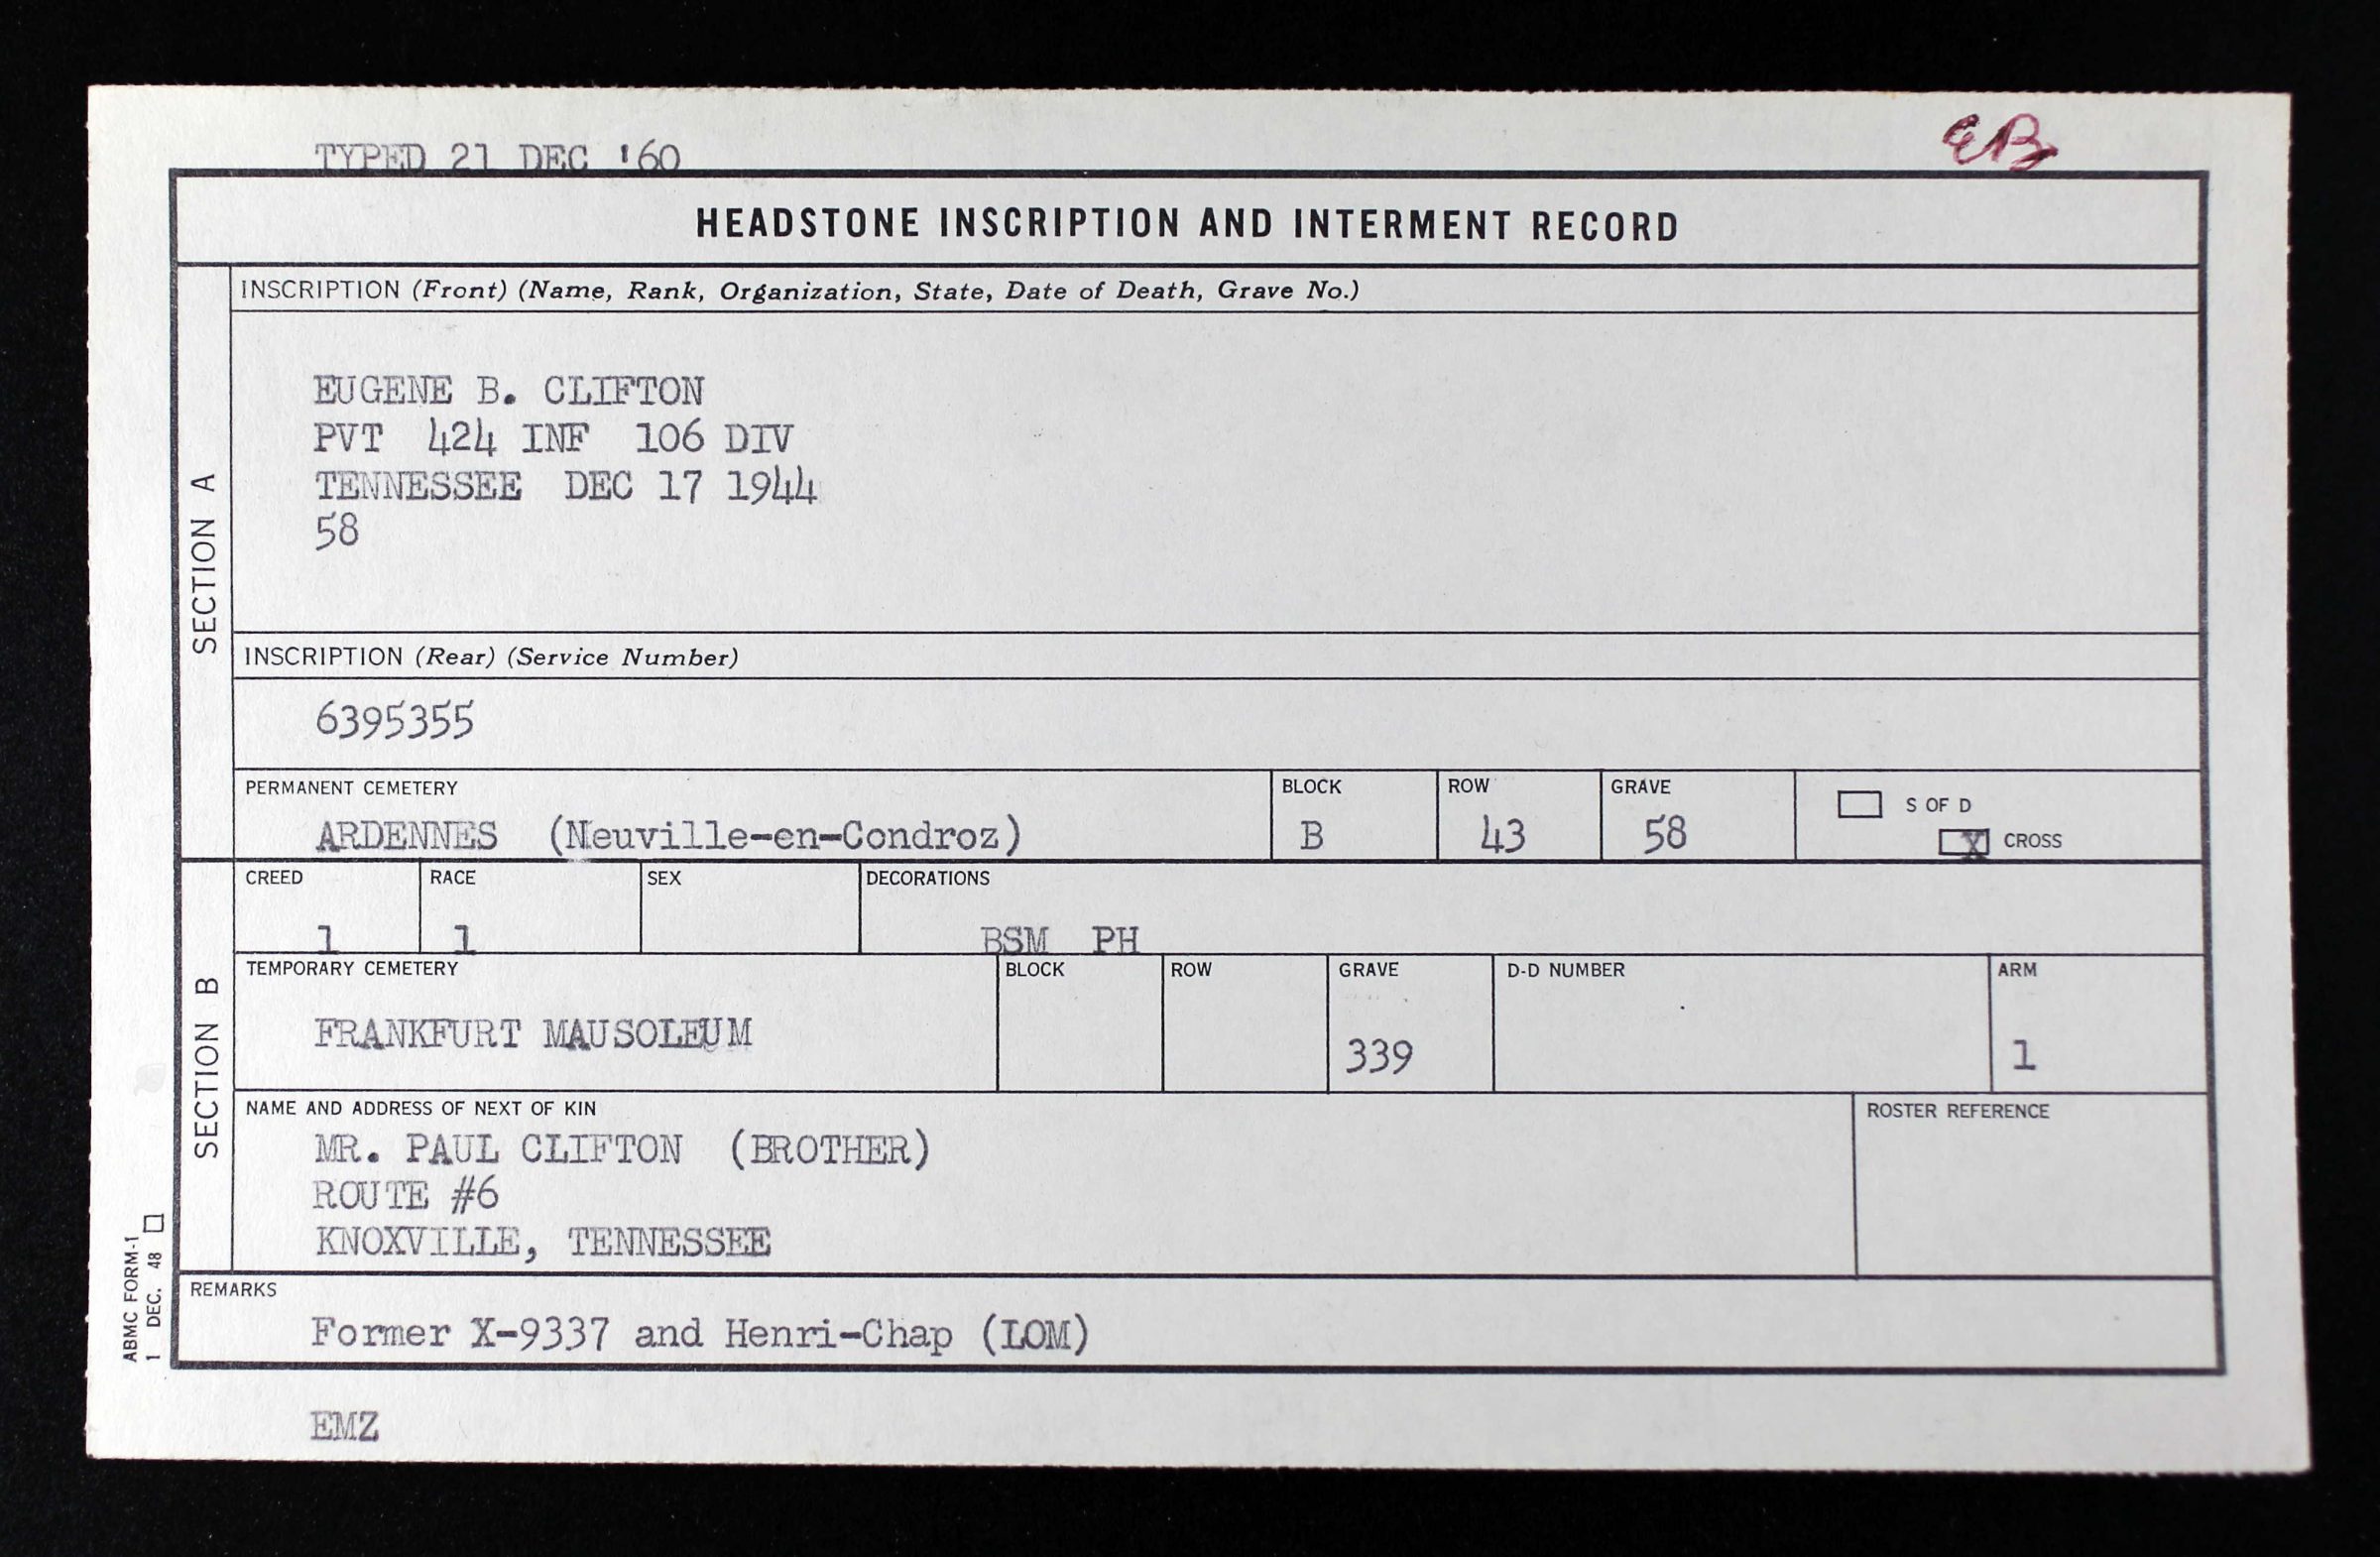 TYPED 21 DEC '60
EB
HEADSTONE INSCRIPTION AND INTERMENT RECORD
SECTION A
INSCRIPTION (Front) (Name, Rank, Organization, State, Date of Death, Grave No.)
EUGENE B. CLIFTON
PVT 424 INF 106 DIV
TENNESSEE DEC 17 1944
58
INSCRIPTION (Rear) (Service Number)
6395355
PERMANENT CEMETERY BLOCK ROW GRAVE S OF D
ARDENNES (Neuville-en-Condroz) B 43 58 X CROSS
SECTION B
CREED RACE SEX DECORATIONS
1 1 BSM PH
TEMPORARY CEMETERY BLOCK ROW GRAVE D-D NUMBER ARM
FRANKFURT MAUSOLEUM 339 1
NAME AND ADDRESS OF NEXT OF KIN ROSTER REFERENCE
MR. PAUL CLIFTON (BROTHER)
ROUTE #6
KNOXVILLE, TENNESSEE
REMARKS
Former X-9337 and Henri-Chap (LOM)
ABMC FORM-1
1 DEC. 48
EMZ